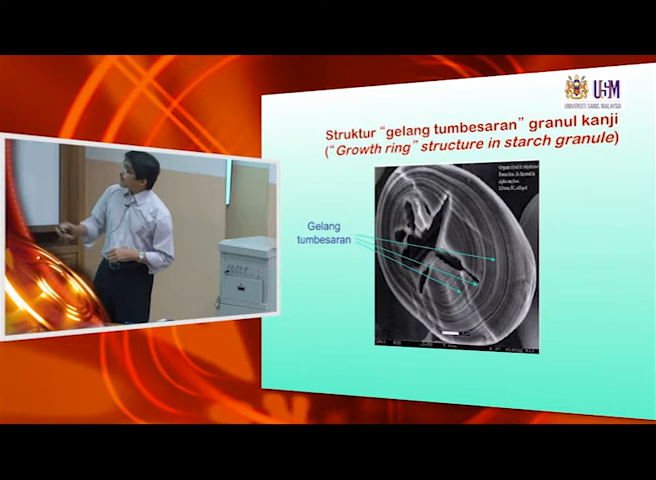 USM
UNIVERSITI SAINS MALAYSIA
Struktur “gelang tumbesaran” granul kanji
(“Growth ring” structure in starch granule)
Gelang
tumbesaran